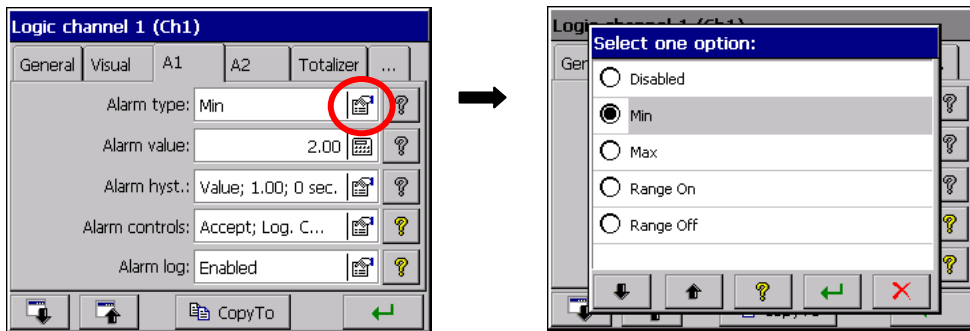 Logic channel 1 (Ch1)
General Visual A1 A2 Totalizer ...
Alarm type: Min
Alarm value: 2.00
Alarm hyst.: Value; 1.00; 0 sec.
Alarm controls: Accept; Log. C...
Alarm log: Enabled
CopyTo
Select one option:
Disabled
Min
Max
Range On
Range Off